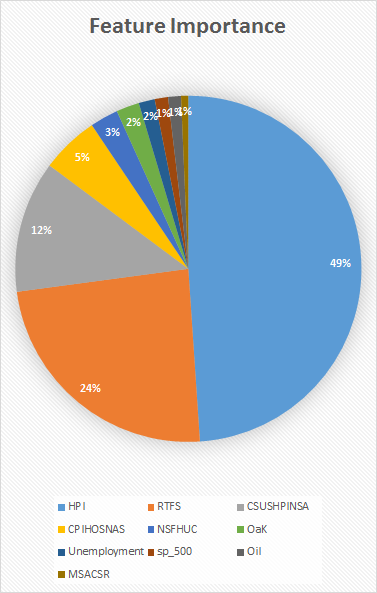 Feature Importance
1%
1%
1%
2%
2%
3%
5%
12%
49%
24%
HPI RTFS CSUSHPINSA
CPIHOSNAS NSFHUC OaK
Unemployment sp_500 Oil
MSACSR